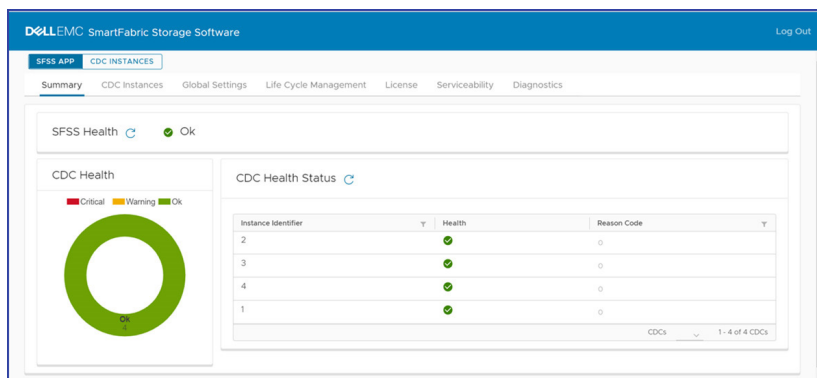 DELLEMC SmartFabric Storage Software
Log Out
SFSS APP CDC INSTANCES
Summary CDC Instances Global Settings Life Cycle Management License Serviceability Diagnostics
SFSS Health Ok
CDC Health
Critical Warning Ok
Ok
4
CDC Health Status
Instance Identifier Health Reason Code
2 0
3 0
4 0
1 0
CDCs 1 - 4 of 4 CDCs